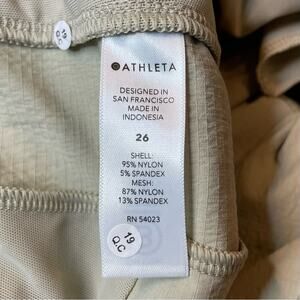 19
Q.C
ATHLETA
DESIGNED IN
SAN FRANCISCO
MADE IN
INDONESIA
26
SHELL:
95% NYLON
5% SPANDEX
MESH:
87% NYLON
13% SPANDEX
RN 54023
19
Q.C